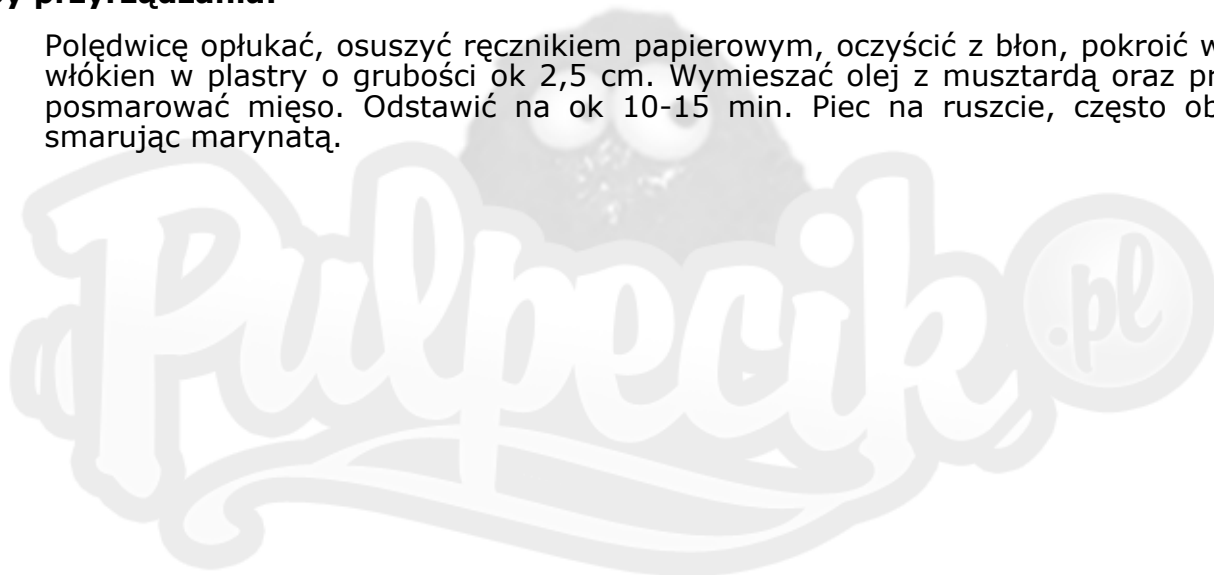 przyrządzania:
Polędwicę opłukać, osuszyć ręcznikiem papierowym, oczyścić z błon, pokroić w
włókien w plastry o grubości ok 2,5 cm. Wymieszać olej z musztardą oraz pr
posmarować mięso. Odstawić na ok 10-15 min. Piec na ruszcie, często ob
smarując marynatą.
Pulpecik.pl